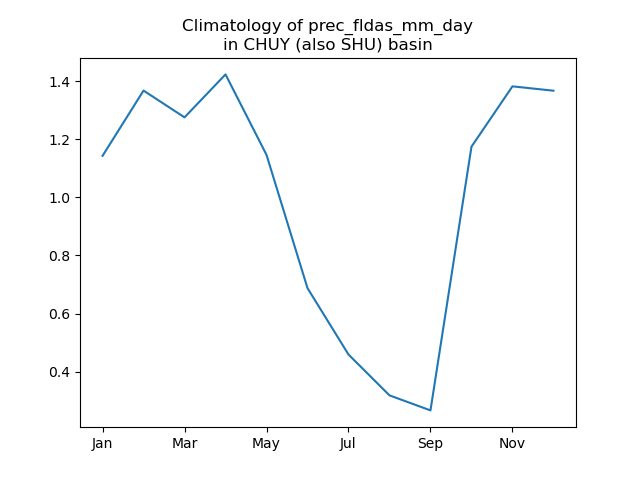 Climatology of prec_fldas_mm_day
in CHUY (also SHU) basin
1.4
1.2
1.0
0.8
0.6
0.4
Jan Mar May Jul Sep Nov